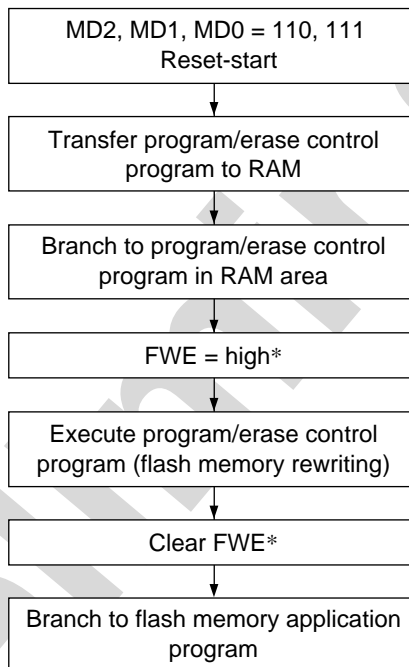 MD2, MD1, MD0 = 110, 111
Reset-start
Transfer program/erase control
program to RAM
Branch to program/erase control
program in RAM area
FWE = high*
Execute program/erase control
program (flash memory rewriting)
Clear FWE*
Branch to flash memory application
program